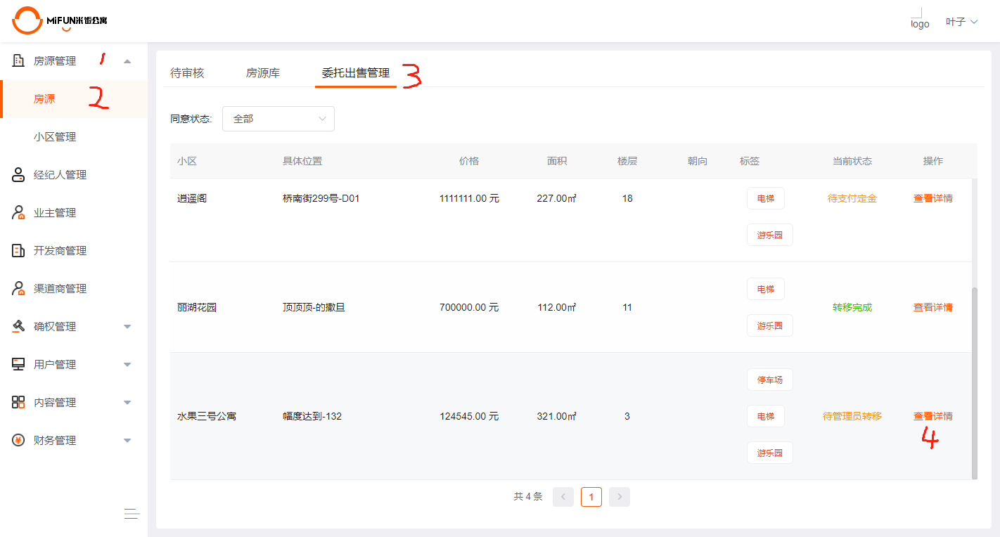 MiFUN米饭公寓
logo 叶子
房源管理 1
房源 2
小区管理
经纪人管理
业主管理
开发商管理
渠道商管理
确权管理
用户管理
内容管理
财务管理
待审核 房源库 委托出售管理 3
同意状态: 全部
小区 具体位置 价格 面积 楼层 朝向 标签 当前状态 操作
逍遥阁 桥南街299号-D01 1111111.00 元 227.00㎡ 18 电梯 待支付定金 查看详情
游乐园
电梯
丽湖花园 顶顶顶-的撒旦 700000.00 元 112.00㎡ 11 转移完成 查看详情
游乐园
停车场
水果三号公寓 幅度达到-132 124545.00 元 321.00㎡ 3 电梯 待管理员转移 查看详情
4
游乐园
共 4 条 1